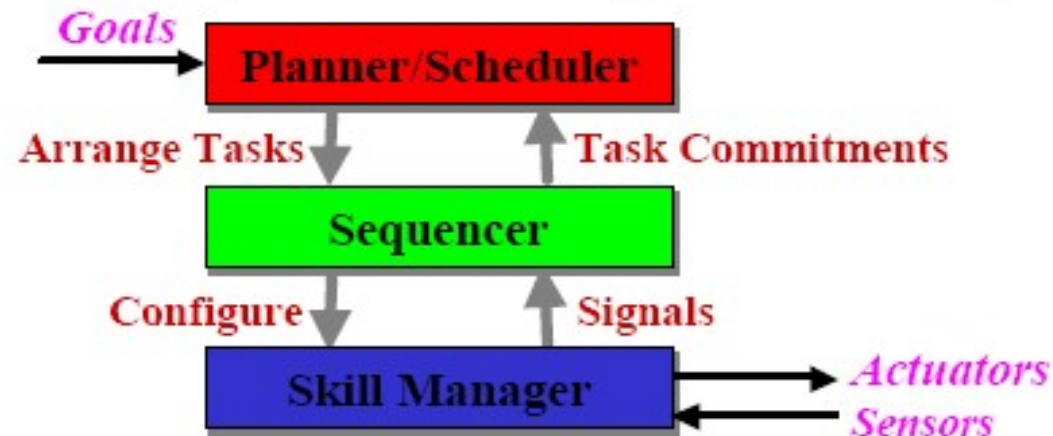 Goals
Planner/Scheduler
Arrange Tasks
Task Commitments
Sequencer
Configure
Signals
Skill Manager
Actuators
Sensors